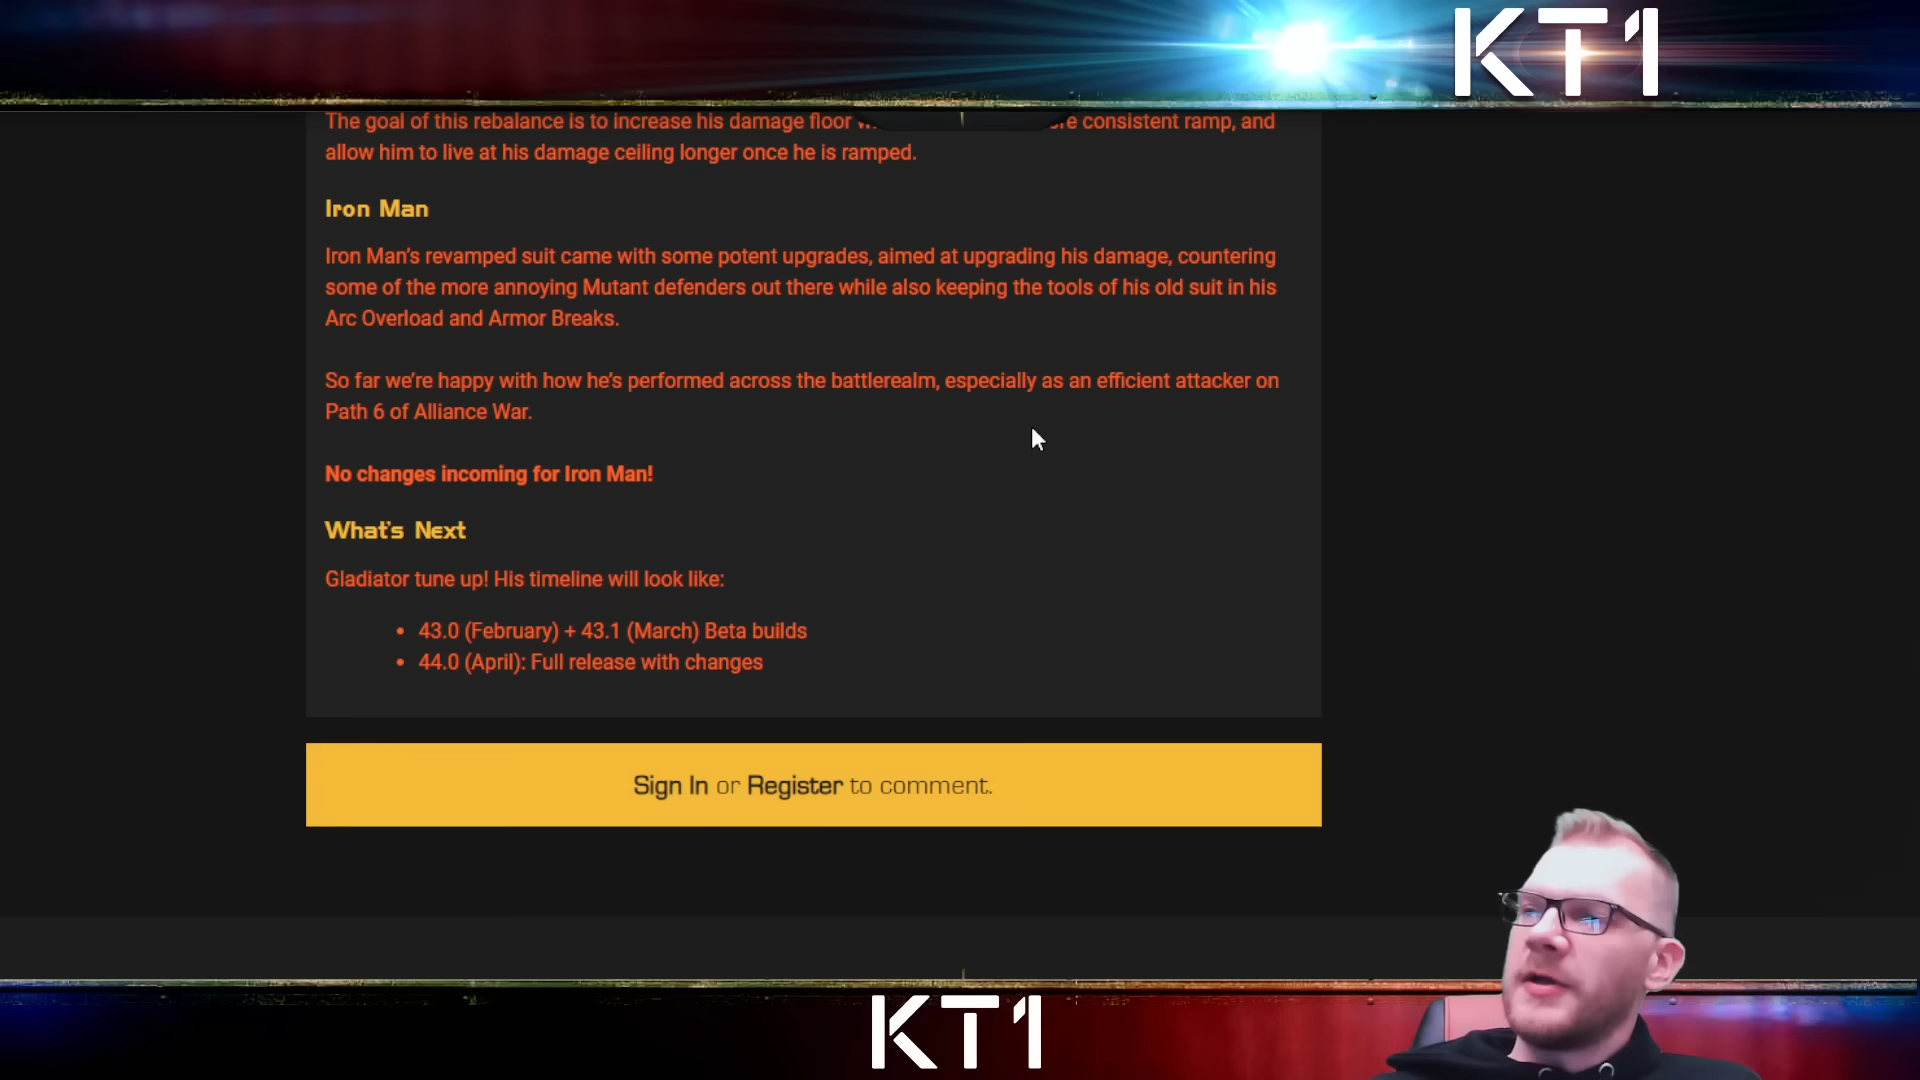 KT1
The goal of this rebalance is to increase his damage floor consistent ramp, and
allow him to live at his damage ceiling longer once he is ramped.
Iron Man
Iron Man’s revamped suit came with some potent upgrades, aimed at upgrading his damage, countering
some of the more annoying Mutant defenders out there while also keeping the tools of his old suit in his
Arc Overload and Armor Breaks.
So far we’re happy with how he’s performed across the battlerealm, especially as an efficient attacker on
Path 6 of Alliance War.
No changes incoming for Iron Man!
What's Next
Gladiator tune up! His timeline will look like:
• 43.0 (February) + 43.1 (March) Beta builds
• 44.0 (April): Full release with changes
Sign In or Register to comment.
KT1